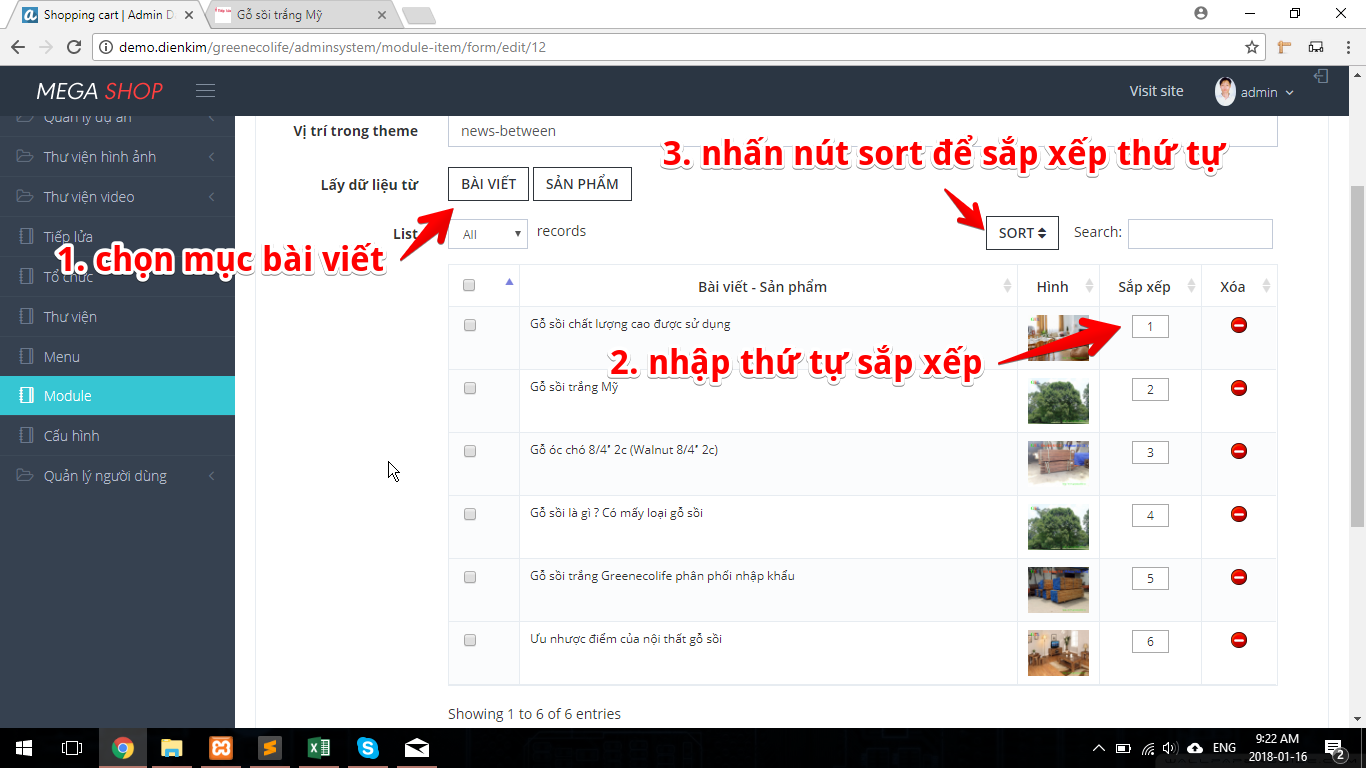 Shopping cart | Admin D
Gỗ sồi trắng Mỹ
demo.dienkim/greenecolife/adminsystem/module-item/form/edit/12
MEGA SHOP
Visit site
admin
Quản lý dự án
Thư viện hình ảnh
Thư viện video
Tiếp lửa
Tổ chức
Thư viện
Menu
Module
Cấu hình
Quản lý người dùng
Vị trí trong theme
news-between
3. nhấn nút sort để sắp xếp thứ tự
Lấy dữ liệu từ
BÀI VIẾT
SẢN PHẨM
List
All
records
SORT
Search:
1. chọn mục bài viết
Bài viết - Sản phẩm
Hình
Sắp xếp
Xóa
Gỗ sồi chất lượng cao được sử dụng
1
2. nhập thứ tự sắp xếp
Gỗ sồi trắng Mỹ
2
Gỗ óc chó 8/4" 2c (Walnut 8/4" 2c)
3
Gỗ sồi là gì ? Có mấy loại gỗ sồi
4
Gỗ sồi trắng Greenecolife phân phối nhập khẩu
5
Ưu nhược điểm của nội thất gỗ sồi
6
Showing 1 to 6 of 6 entries
ENG
9:22 AM
2018-01-16
2